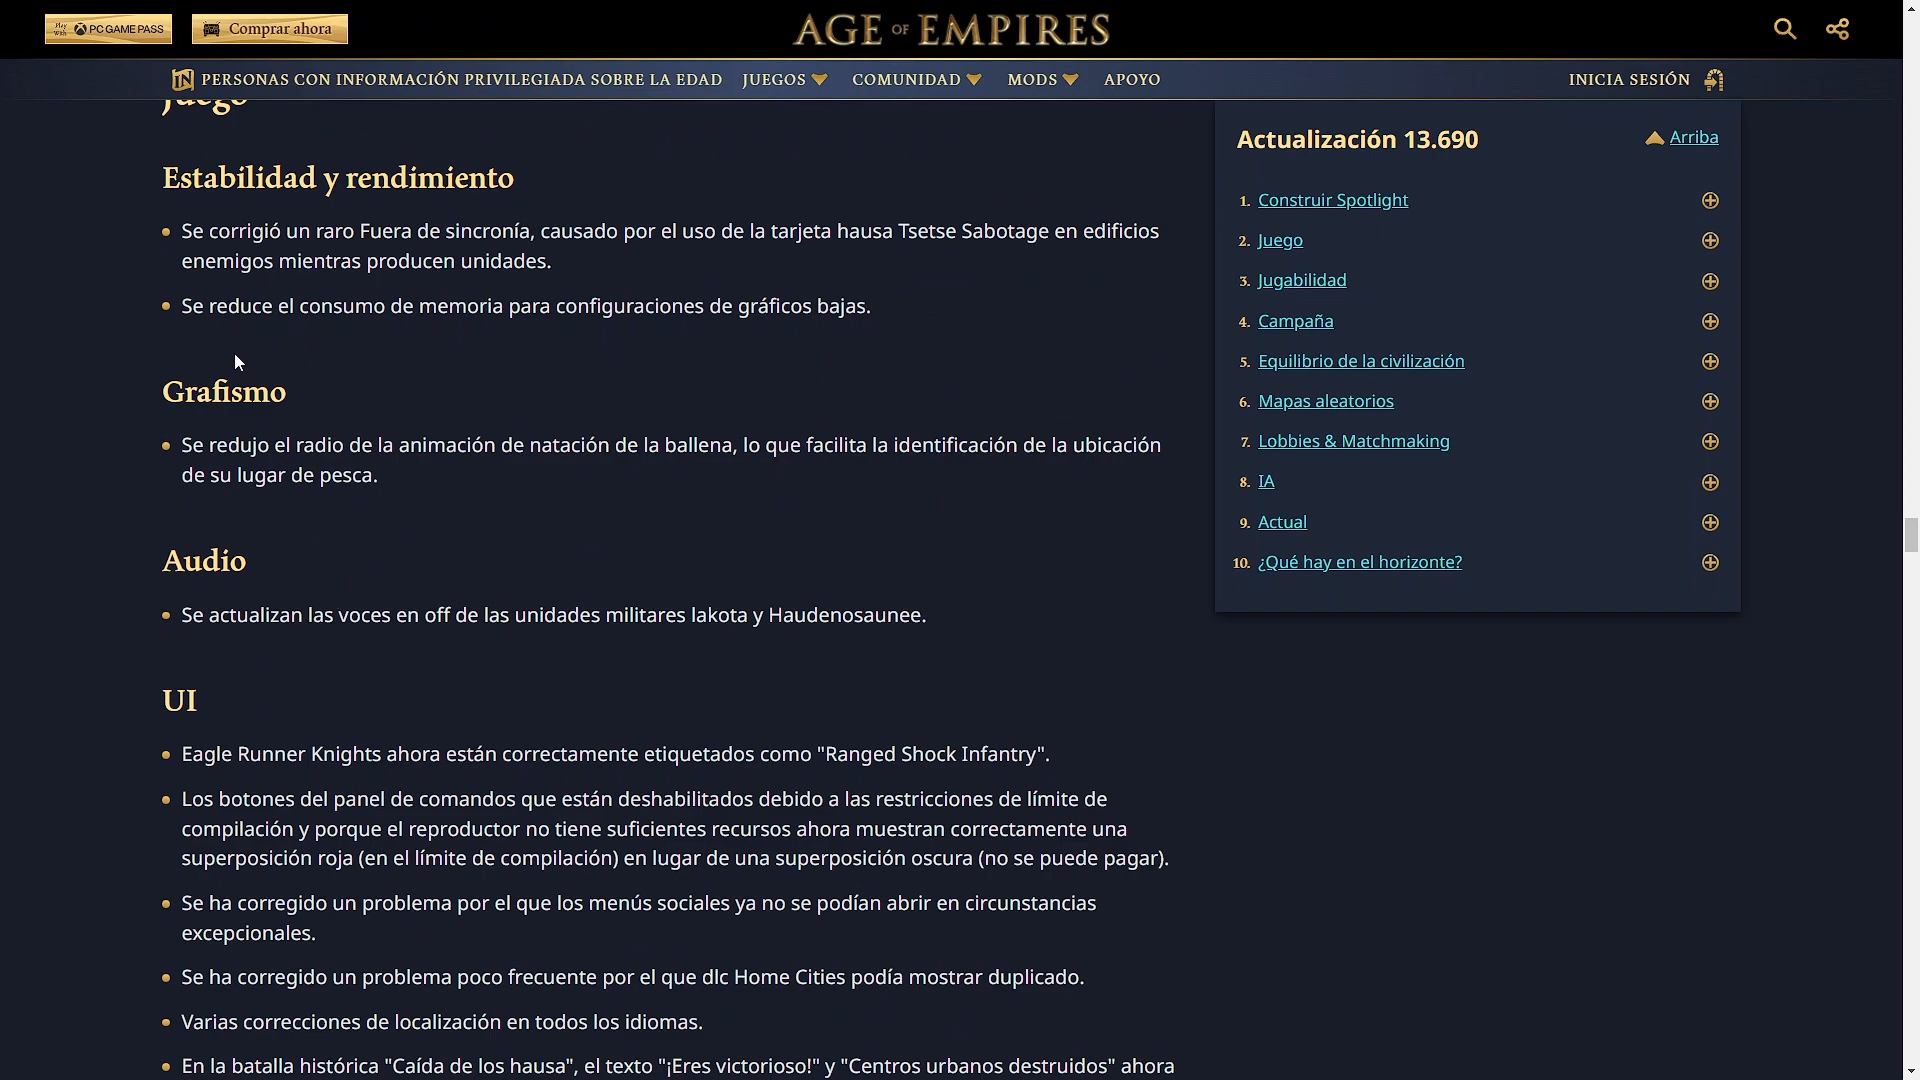 Play With PC GAME PASS
Comprar ahora
AGE OF EMPIRES
PERSONAS CON INFORMACIÓN PRIVILEGIADA SOBRE LA EDAD JUEGOS COMUNIDAD MODS APOYO INICIA SESIÓN
Juego
Estabilidad y rendimiento
Se corrigió un raro Fuera de sincronía, causado por el uso de la tarjeta hausa Tsetse Sabotage en edificios
enemigos mientras producen unidades.
Se reduce el consumo de memoria para configuraciones de gráficos bajas.
Grafismo
Se redujo el radio de la animación de natación de la ballena, lo que facilita la identificación de la ubicación
de su lugar de pesca.
Audio
Se actualizan las voces en off de las unidades militares lakota y Haudenosaunee.
UI
Eagle Runner Knights ahora están correctamente etiquetados como "Ranged Shock Infantry".
Los botones del panel de comandos que están deshabilitados debido a las restricciones de límite de
compilación y porque el reproductor no tiene suficientes recursos ahora muestran correctamente una
superposición roja (en el límite de compilación) en lugar de una superposición oscura (no se puede pagar).
Se ha corregido un problema por el que los menús sociales ya no se podían abrir en circunstancias
excepcionales.
Se ha corregido un problema poco frecuente por el que dlc Home Cities podía mostrar duplicado.
Varias correcciones de localización en todos los idiomas.
En la batalla histórica "Caída de los hausa", el texto "¡Eres victorioso!" y "Centros urbanos destruidos" ahora
Actualización 13.690 Arriba
1. Construir Spotlight
2. Juego
3. Jugabilidad
4. Campaña
5. Equilibrio de la civilización
6. Mapas aleatorios
7. Lobbies & Matchmaking
8. IA
9. Actual
10. ¿Qué hay en el horizonte?